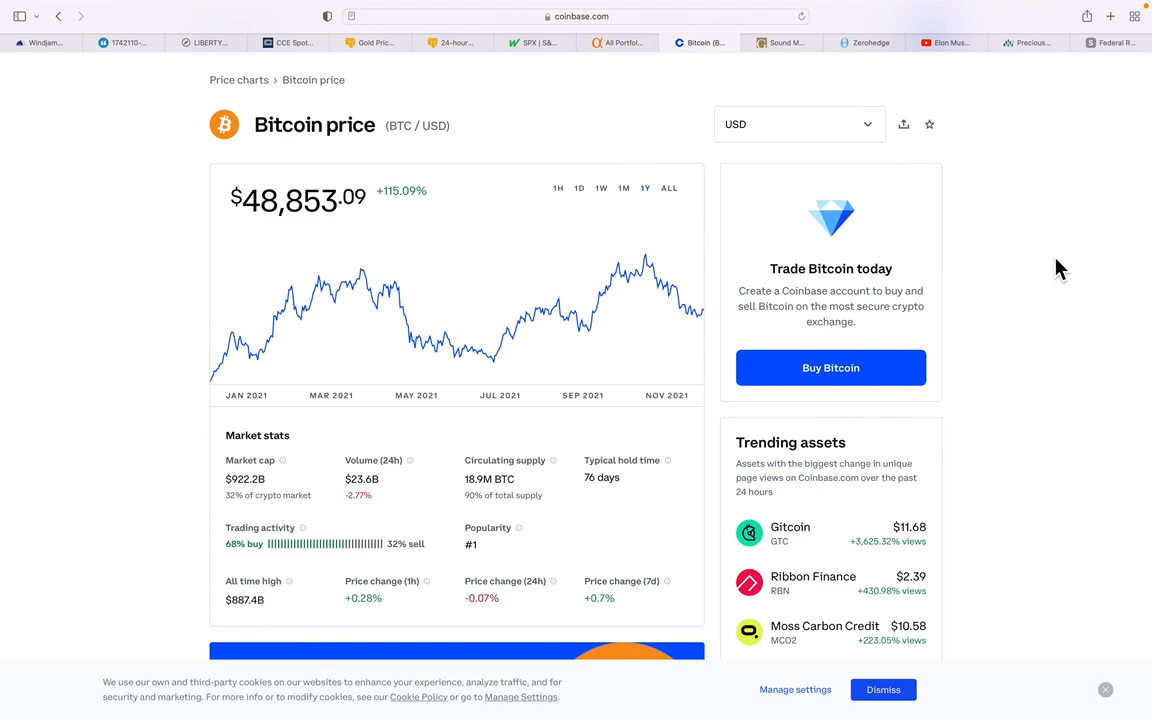 coinbase.com
Windjam...
1742110-...
LIBERTY...
CCE Spot...
Gold Pric...
24-hour...
SPX | S&...
All Portfol...
Bitcoin (B...
Sound M...
Zerohedge
Elon Mus...
Precious...
Federal R...
Price charts › Bitcoin price
Bitcoin price (BTC / USD)
USD
$48,853.09 +115.09%
1H 1D 1W 1M 1Y ALL
JAN 2021 MAR 2021 MAY 2021 JUL 2021 SEP 2021 NOV 2021
Market stats
Market cap
$922.2B
32% of crypto market
Volume (24h)
$23.6B
-2.77%
Circulating supply
18.9M BTC
90% of total supply
Typical hold time
76 days
Trading activity
68% buy 32% sell
Popularity
#1
All time high
$887.4B
Price change (1h)
+0.28%
Price change (24h)
-0.07%
Price change (7d)
+0.7%
Trade Bitcoin today
Create a Coinbase account to buy and
sell Bitcoin on the most secure crypto
exchange.
Buy Bitcoin
Trending assets
Assets with the biggest change in unique
page views on Coinbase.com over the past
24 hours
Gitcoin $11.68
GTC +3,625.32% views
Ribbon Finance $2.39
RBN +430.98% views
Moss Carbon Credit $10.58
MCO2 +223.05% views
We use our own and third-party cookies on our websites to enhance your experience, analyze traffic, and for
security and marketing. For more info or to modify cookies, see our Cookie Policy or go to Manage Settings.
Manage settings
Dismiss